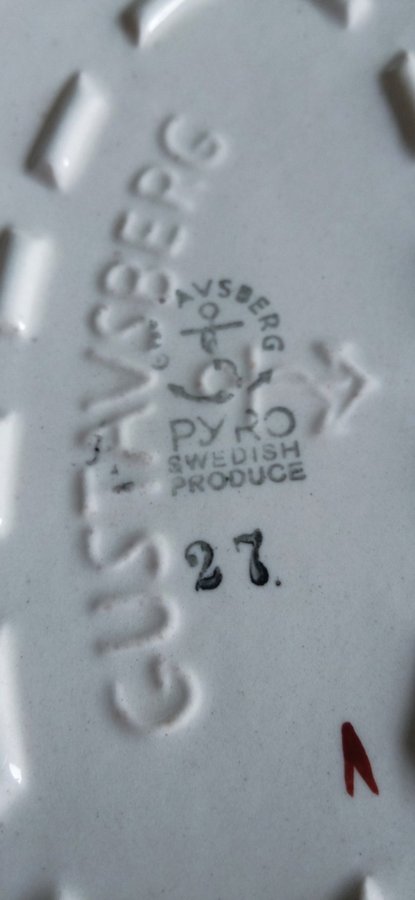 GUSTAVSBERG
AVSBERG
PYRO
SWEDISH
PRODUCE
27.